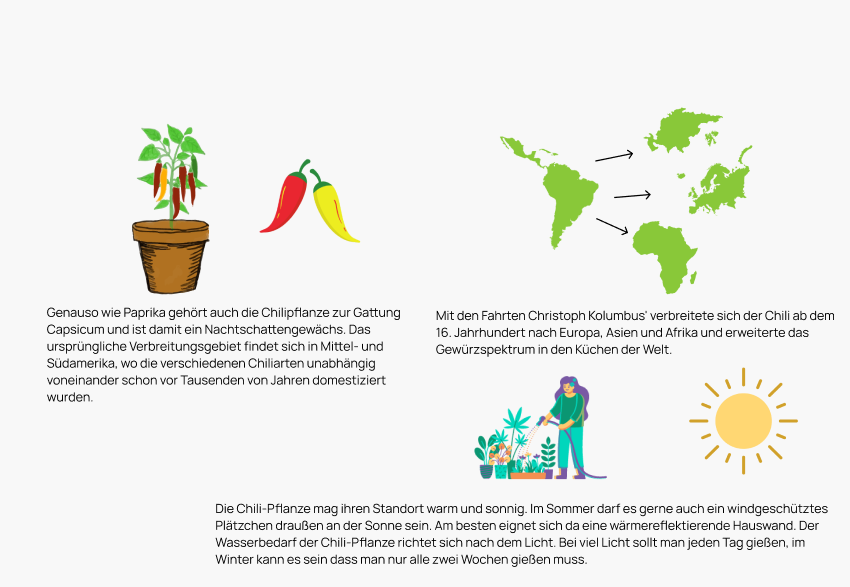 Genauso wie Paprika gehört auch die Chilipflanze zur Gattung
Capsicum und ist damit ein Nachtschattengewächs. Das
ursprüngliche Verbreitungsgebiet findet sich in Mittel- und
Südamerika, wo die verschiedenen Chiliarten unabhängig
voneinander schon vor Tausenden von Jahren domestiziert
wurden.
Mit den Fahrten Christoph Kolumbus' verbreitete sich der Chili ab dem
16. Jahrhundert nach Europa, Asien und Afrika und erweiterte das
Gewürzspektrum in den Küchen der Welt.
Die Chili-Pflanze mag ihren Standort warm und sonnig. Im Sommer darf es gerne auch ein windgeschütztes
Plätzchen draußen an der Sonne sein. Am besten eignet sich da eine wärmereflektierende Hauswand. Der
Wasserbedarf der Chili-Pflanze richtet sich nach dem Licht. Bei viel Licht sollt man jeden Tag gießen, im
Winter kann es sein dass man nur alle zwei Wochen gießen muss.